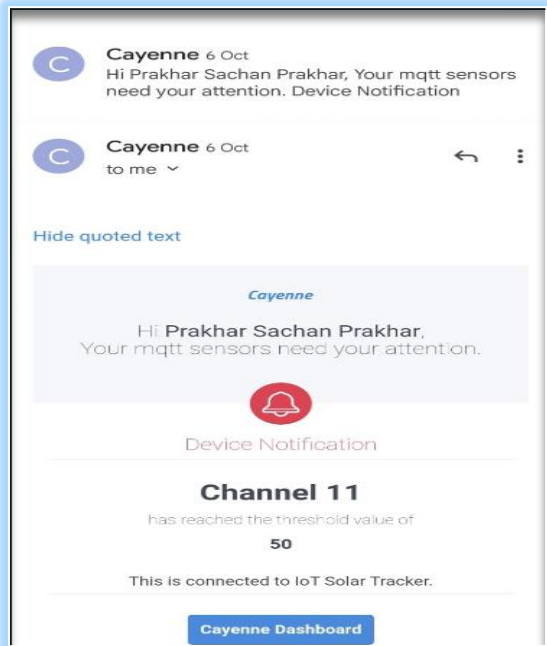 C
Cayenne 6 Oct
Hi Prakhar Sachan Prakhar, Your mqtt sensors
need your attention. Device Notification
C
Cayenne 6 Oct
to me
Hide quoted text
Cayenne
Hi Prakhar Sachan Prakhar,
Your mqtt sensors need your attention.
Device Notification
Channel 11
has reached the threshold value of
50
This is connected to IoT Solar Tracker.
Cayenne Dashboard